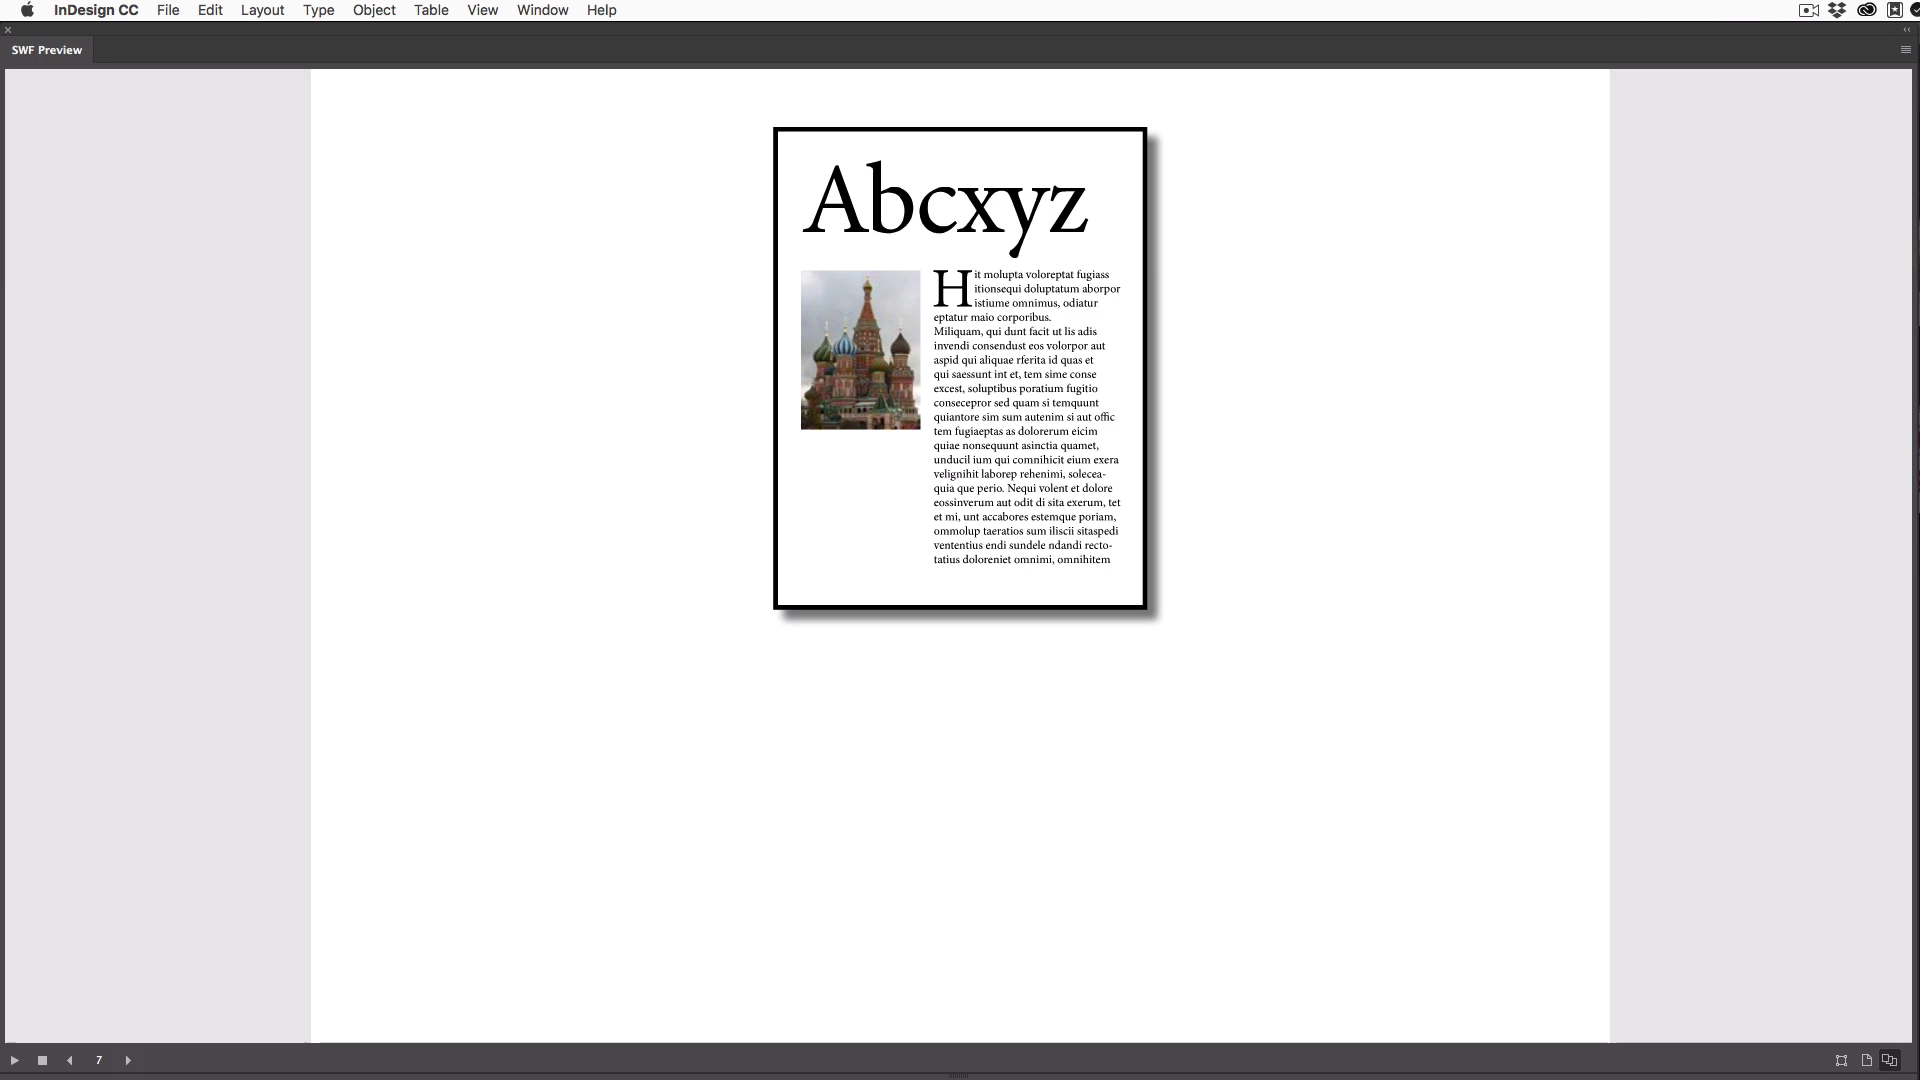 InDesign CC File Edit Layout Type Object Table View Window Help
SWF Preview
Abcxyz
Hit molupta voloreptat fugiass
itionsequi doluptatum aborpor
istiume omnimus, odiatur
eptatur maio corporibus.
Miliquam, qui dunt facit ut lis adis
invendi consendust eos volorpor aut
aspid qui aliquae rferita id quas et
qui saessunt int et, tem sime conse
excest, soluptibus poratium fugitio
consecepror sed quam si temquunt
quiantore sim sum autenim si aut offic
tem fugiaeptas as dolorerum eicim
quiae nonsequunt asinctia quamet,
unducil ium qui comnihicit eium exera
velignihit laborep rehenimi, solecea-
quia que perio. Nequi volent et dolore
eossinverum aut odit di sita exerum, tet
et mi, unt accabores estemque poriam,
ommolup taeratios sum iliscii sitaspedi
vententius endi sundele ndandi recto-
tatius doloreniet omnimi, omnihitem
7